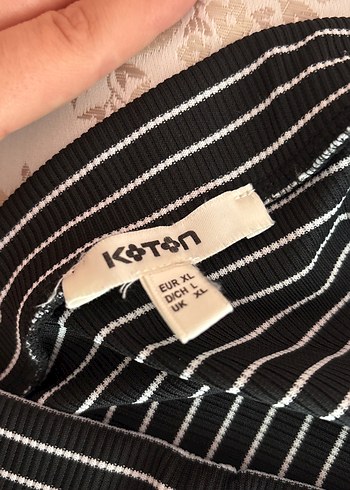 KOTON
EUR XL
D/CH L
UK XL